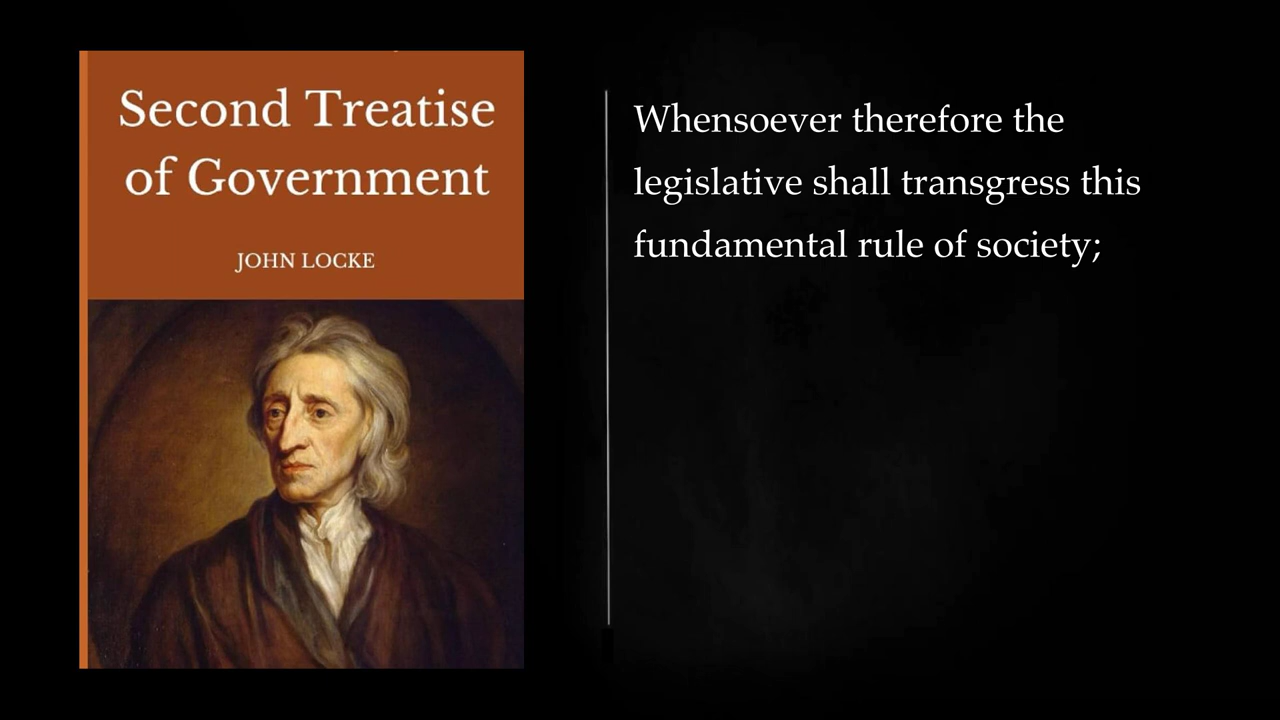 Second Treatise
of Government
JOHN LOCKE
Whensoever therefore the
legislative shall transgress this
fundamental rule of society;